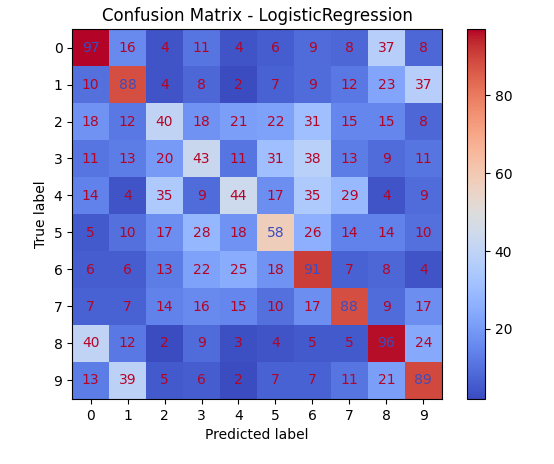 Confusion Matrix - LogisticRegression
0 97 16 4 11 4 6 9 8 37 8
1 10 88 4 8 2 7 9 12 23 37
2 18 12 40 18 21 22 31 15 15 8
3 11 13 20 43 11 31 38 13 9 11
4 14 4 35 9 44 17 35 29 4 9
5 5 10 17 28 18 58 26 14 14 10
6 6 6 13 22 25 18 91 7 8 4
7 7 7 14 16 15 10 17 88 9 17
8 40 12 2 9 3 4 5 5 96 24
9 13 39 5 6 2 7 7 11 21 89
0 1 2 3 4 5 6 7 8 9
Predicted label
True label
80
60
40
20